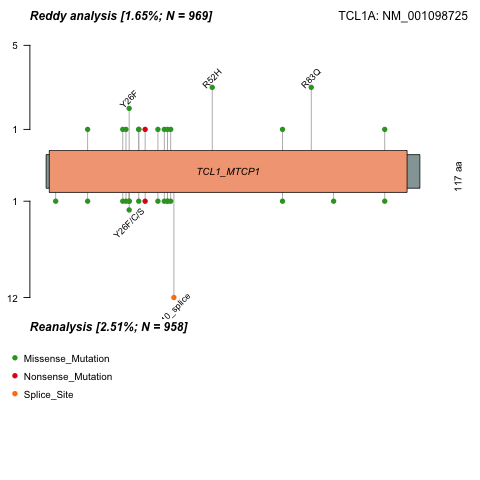 Reddy analysis [1.65%; N = 969]
TCL1A: NM_001098725
5
1
Y26F
R52H
R83Q
TCL1_MTCP1
117 aa
1
12
Y26F/C/S
Reanalysis [2.51%; N = 958]
Missense_Mutation
Nonsense_Mutation
Splice_Site